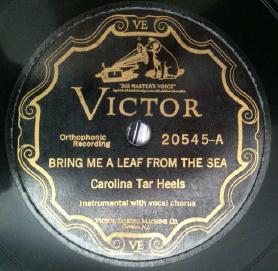 VE
"HIS MASTER'S VOICE"
VICTOR
Orthophonic
Recording
20545-A
BRING ME A LEAF FROM THE SEA
Carolina Tar Heels
Instrumental with vocal chorus
VICTOR TALKING MACHINE CO.
Camden, N.J.
VE